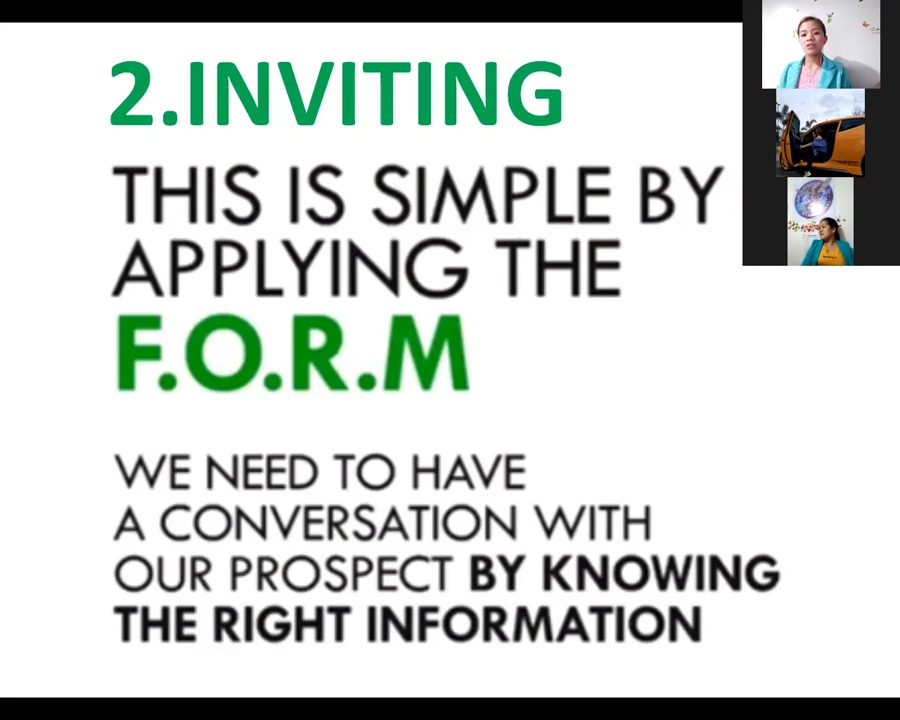 2.INVITING
THIS IS SIMPLE BY
APPLYING THE
F.O.R.M
WE NEED TO HAVE
A CONVERSATION WITH
OUR PROSPECT BY KNOWING
THE RIGHT INFORMATION